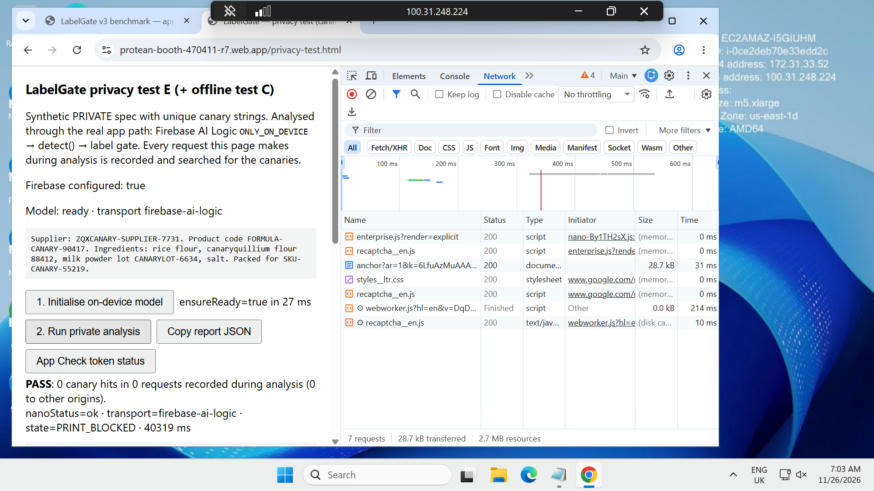 100.31.248.224
LabelGate v3 benchmark — ap
LabelGate — privacy test (can
protean-booth-470411-r7.web.app/privacy-test.html
EC2AMAZ-I5GIUHM
i-0ce2deb70e33edd2c
address: 172.31.33.52
address: 100.31.248.224
m5.xlarge
Zone: us-east-1d
AMD64
LabelGate privacy test E (+ offline test C)
Synthetic PRIVATE spec with unique canary strings. Analysed
through the real app path: Firebase AI Logic ONLY_ON_DEVICE
→ detect() → label gate. Every request this page makes
during analysis is recorded and searched for the canaries.
Firebase configured: true
Model: ready · transport firebase-ai-logic
Supplier: ZQXCANARY-SUPPLIER-7731. Product code FORMULA-
CANARY-90417. Ingredients: rice flour, canaryquillium flour
88412, milk powder lot CANARYLOT-6634, salt. Packed for SKU-
CANARY-55219.
1. Initialise on-device model ensureReady=true in 27 ms
2. Run private analysis Copy report JSON
App Check token status
PASS: 0 canary hits in 0 requests recorded during analysis (0
to other origins).
nanoStatus=ok · transport=firebase-ai-logic ·
state=PRINT_BLOCKED · 40319 ms
Elements Console Network 4 Main
Keep log Disable cache No throttling
Filter Invert More filters
All Fetch/XHR Doc CSS JS Font Img Media Manifest Socket Wasm Other
100 ms 200 ms 300 ms 400 ms 500 ms 600 ms
Name Status Type Initiator Size Time
enterprise.js?render=explicit 200 script nano-By1TH2sX.js: (memor... 0 ms
recaptcha__en.js 200 script enterprise.js?rende (memor... 0 ms
anchor?ar=1&k=6LfuAzMuAAA... 200 docume... 28.7 kB 31 ms
styles__ltr.css 200 stylesheet www.google.com/ (memor... 0 ms
recaptcha__en.js 200 script www.google.com/ (memor... 0 ms
webworker.js?hl=en&v=DqD... Finished script Other 0.0 kB 214 ms
recaptcha__en.js 200 text/jav... webworker.js?hl=e (disk ca... 10 ms
7 requests 28.7 kB transferred 2.7 MB resources
Search
ENG
UK
7:03 AM
11/26/2026